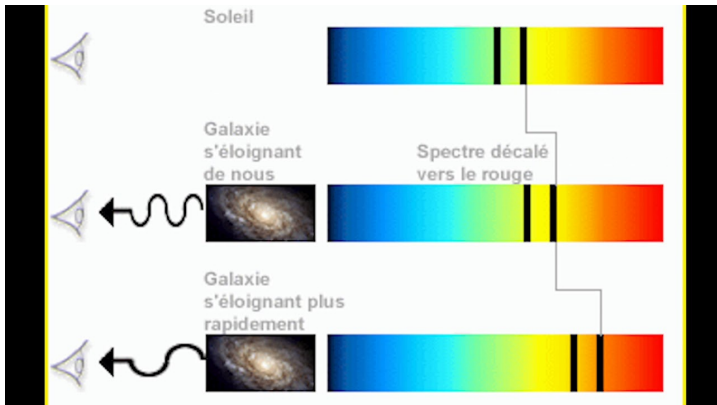 Soleil
Galaxie
s'éloignant
de nous
Spectre décalé
vers le rouge
Galaxie
s'éloignant plus
rapidement